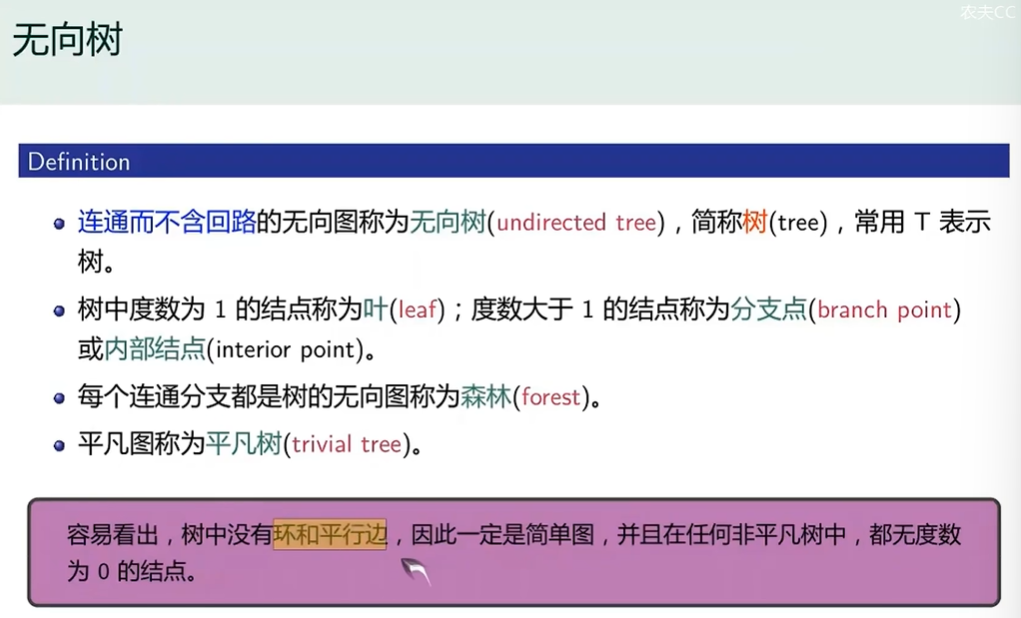 农夫CC
无向树
Definition
连通而不含回路的无向图称为无向树(undirected tree)，简称树(tree)，常用 T 表示
树。
树中度数为 1 的结点称为叶(leaf)；度数大于 1 的结点称为分支点(branch point)
或内部结点(interior point)。
每个连通分支都是树的无向图称为森林(forest)。
平凡图称为平凡树(trivial tree)。
容易看出，树中没有环和平行边，因此一定是简单图，并且在任何非平凡树中，都无度数
为 0 的结点。